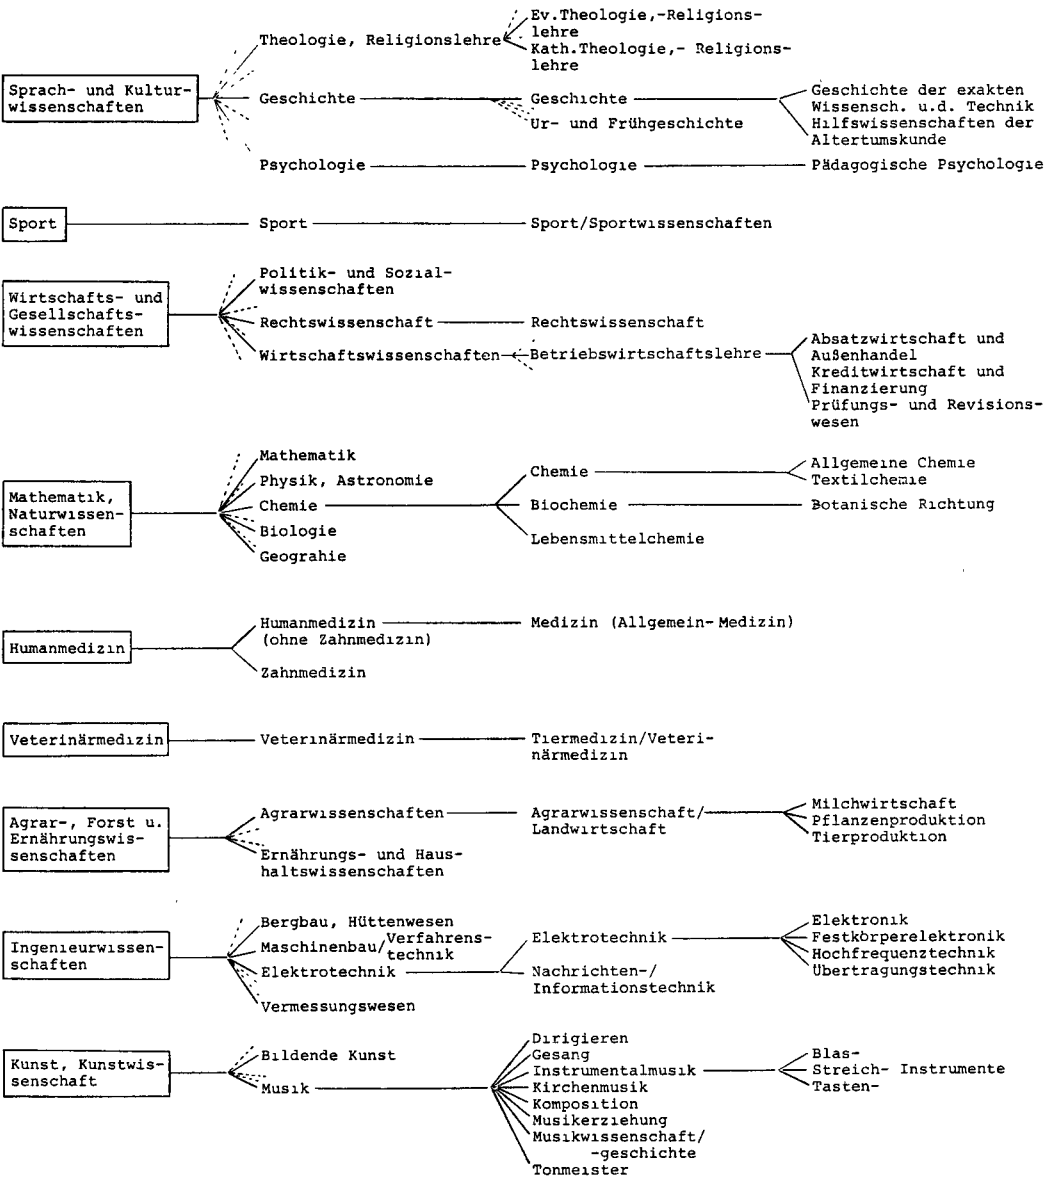 Sprach- und Kultur-
wissenschaften
Theologie, Religionslehre
Ev.Theologie,-Religions-
lehre
Kath.Theologie,- Religions-
lehre
Geschichte
Geschichte
Geschichte der exakten
Wissensch. u.d. Technik
Hilfswissenschaften der
Altertumskunde
Ur- und Frühgeschichte
Psychologie
Psychologie
Pädagogische Psychologie
Sport
Sport
Sport/Sportwissenschaften
Wirtschafts- und
Gesellschafts-
wissenschaften
Politik- und Sozial-
wissenschaften
Rechtswissenschaft
Rechtswissenschaft
Wirtschaftswissenschaften
Betriebswirtschaftslehre
Absatzwirtschaft und
Außenhandel
Kreditwirtschaft und
Finanzierung
Prüfungs- und Revisions-
wesen
Mathematik,
Naturwissen-
schaften
Mathematik
Physik, Astronomie
Chemie
Biologie
Geograhie
Chemie
Allgemeine Chemie
Textilchemie
Biochemie
Botanische Richtung
Lebensmittelchemie
Humanmedizin
Humanmedizin
(ohne Zahnmedizin)
Medizin (Allgemein-Medizin)
Zahnmedizin
Veterinärmedizin
Veterinärmedizin
Tiermedizin/Veteri-
närmedizin
Agrar-, Forst u.
Ernährungswis-
senschaften
Agrarwissenschaften
Agrarwissenschaft/
Landwirtschaft
Milchwirtschaft
Pflanzenproduktion
Tierproduktion
Ernährungs- und Haus-
haltswissenschaften
Ingenieurwissen-
schaften
Bergbau, Hüttenwesen
Maschinenbau/Verfahrens-
technik
Elektrotechnik
Vermessungswesen
Elektrotechnik
Elektronik
Festkörperelektronik
Hochfrequenztechnik
Übertragungstechnik
Nachrichten-/
Informationstechnik
Kunst, Kunstwis-
senschaft
Bildende Kunst
Musik
Dirigieren
Gesang
Instrumentalmusik
Kirchenmusik
Komposition
Musikerziehung
Musikwissenschaft/
-geschichte
Tonmeister
Blas-
Streich- Instrumente
Tasten-